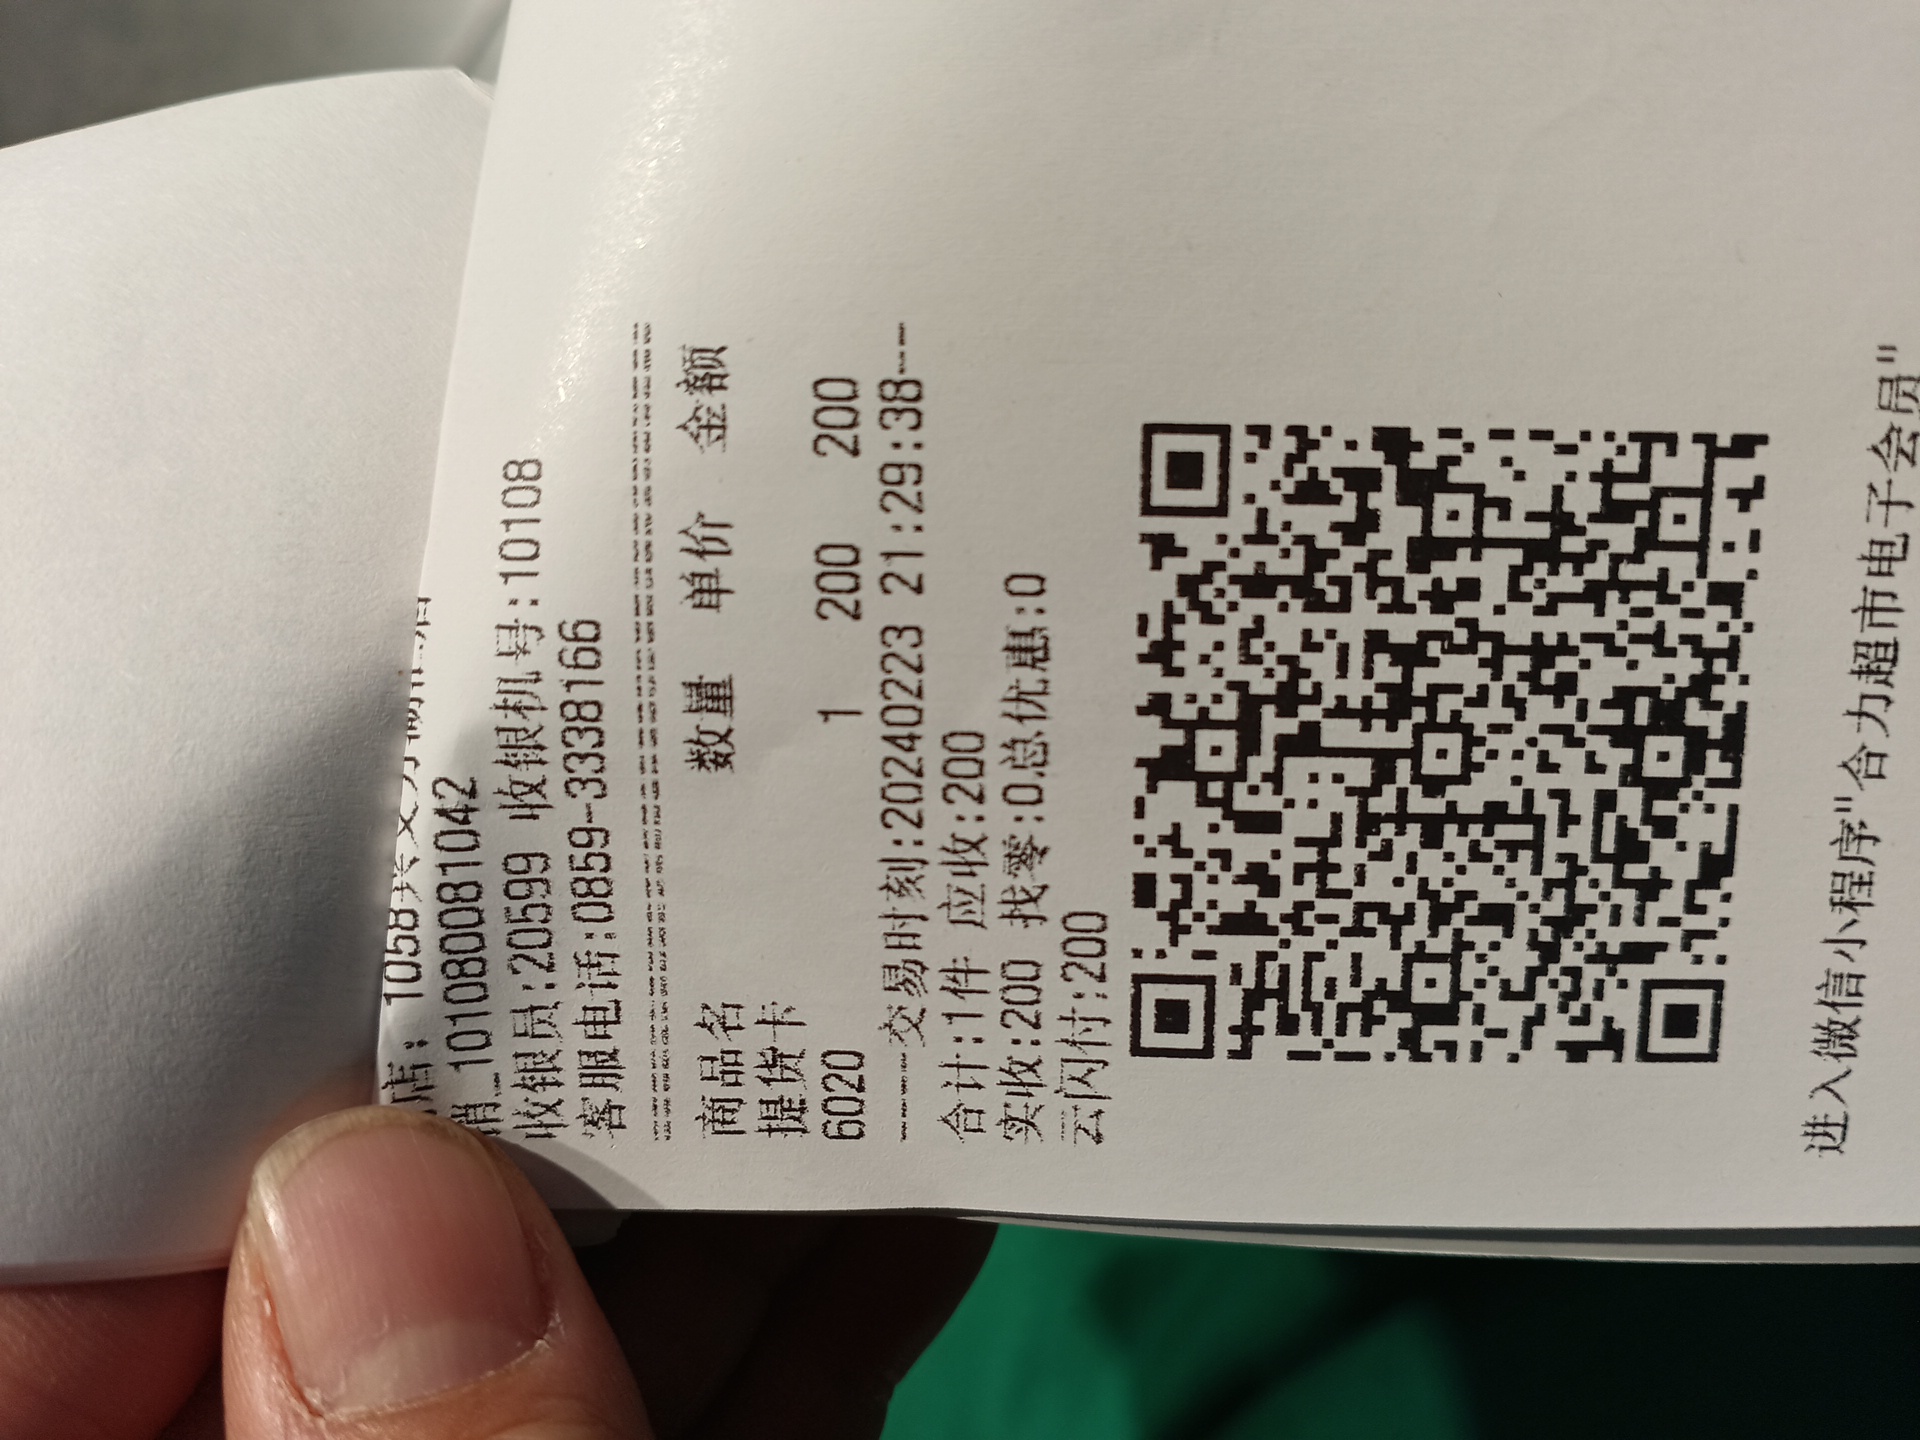 店: 1058兴义
销_101080081042
收银员:20599 收银机号:10108
客服电话:0859-3338166
商品名 数量 单价 金额
提货卡
6020 1 200 200
----交易时刻:20240223 21:29:38----
合计:1件 应收:200
实收:200 找零:0总优惠:0
云闪付:200
进入微信小程序"合力超市电子会员"